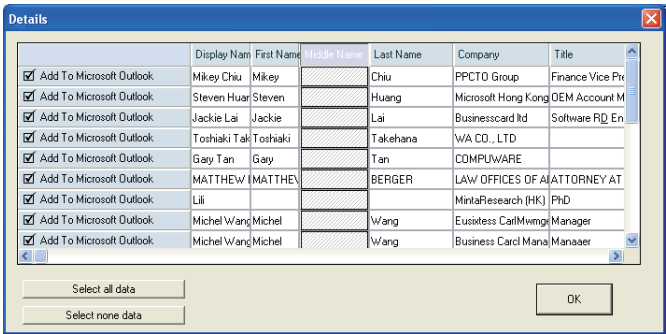 Details
Display Nam First Name Middle Name Last Name Company Title
Add To Microsoft Outlook Mikey Chiu Mikey Chiu PPCTO Group Finance Vice Pre
Add To Microsoft Outlook Steven Huar Steven Huang Microsoft Hong Kong OEM Account M
Add To Microsoft Outlook Jackie Lai Jackie Lai Businesscard ltd Software RD En
Add To Microsoft Outlook Toshiaki Tak Toshiaki Takehana WA CO., LTD
Add To Microsoft Outlook Gary Tan Gary Tan COMPUWARE
Add To Microsoft Outlook MATTHEW MATTHEW BERGER LAW OFFICES OF ATTORNEY AT
Add To Microsoft Outlook Lili MintaResearch (HK) PhD
Add To Microsoft Outlook Michel Wang Michel Wang Eusixtess CarlMwmge Manager
Add To Microsoft Outlook Michel Wang Michel Wang Business Carcl Mana Manager
Select all data
OK
Select none data